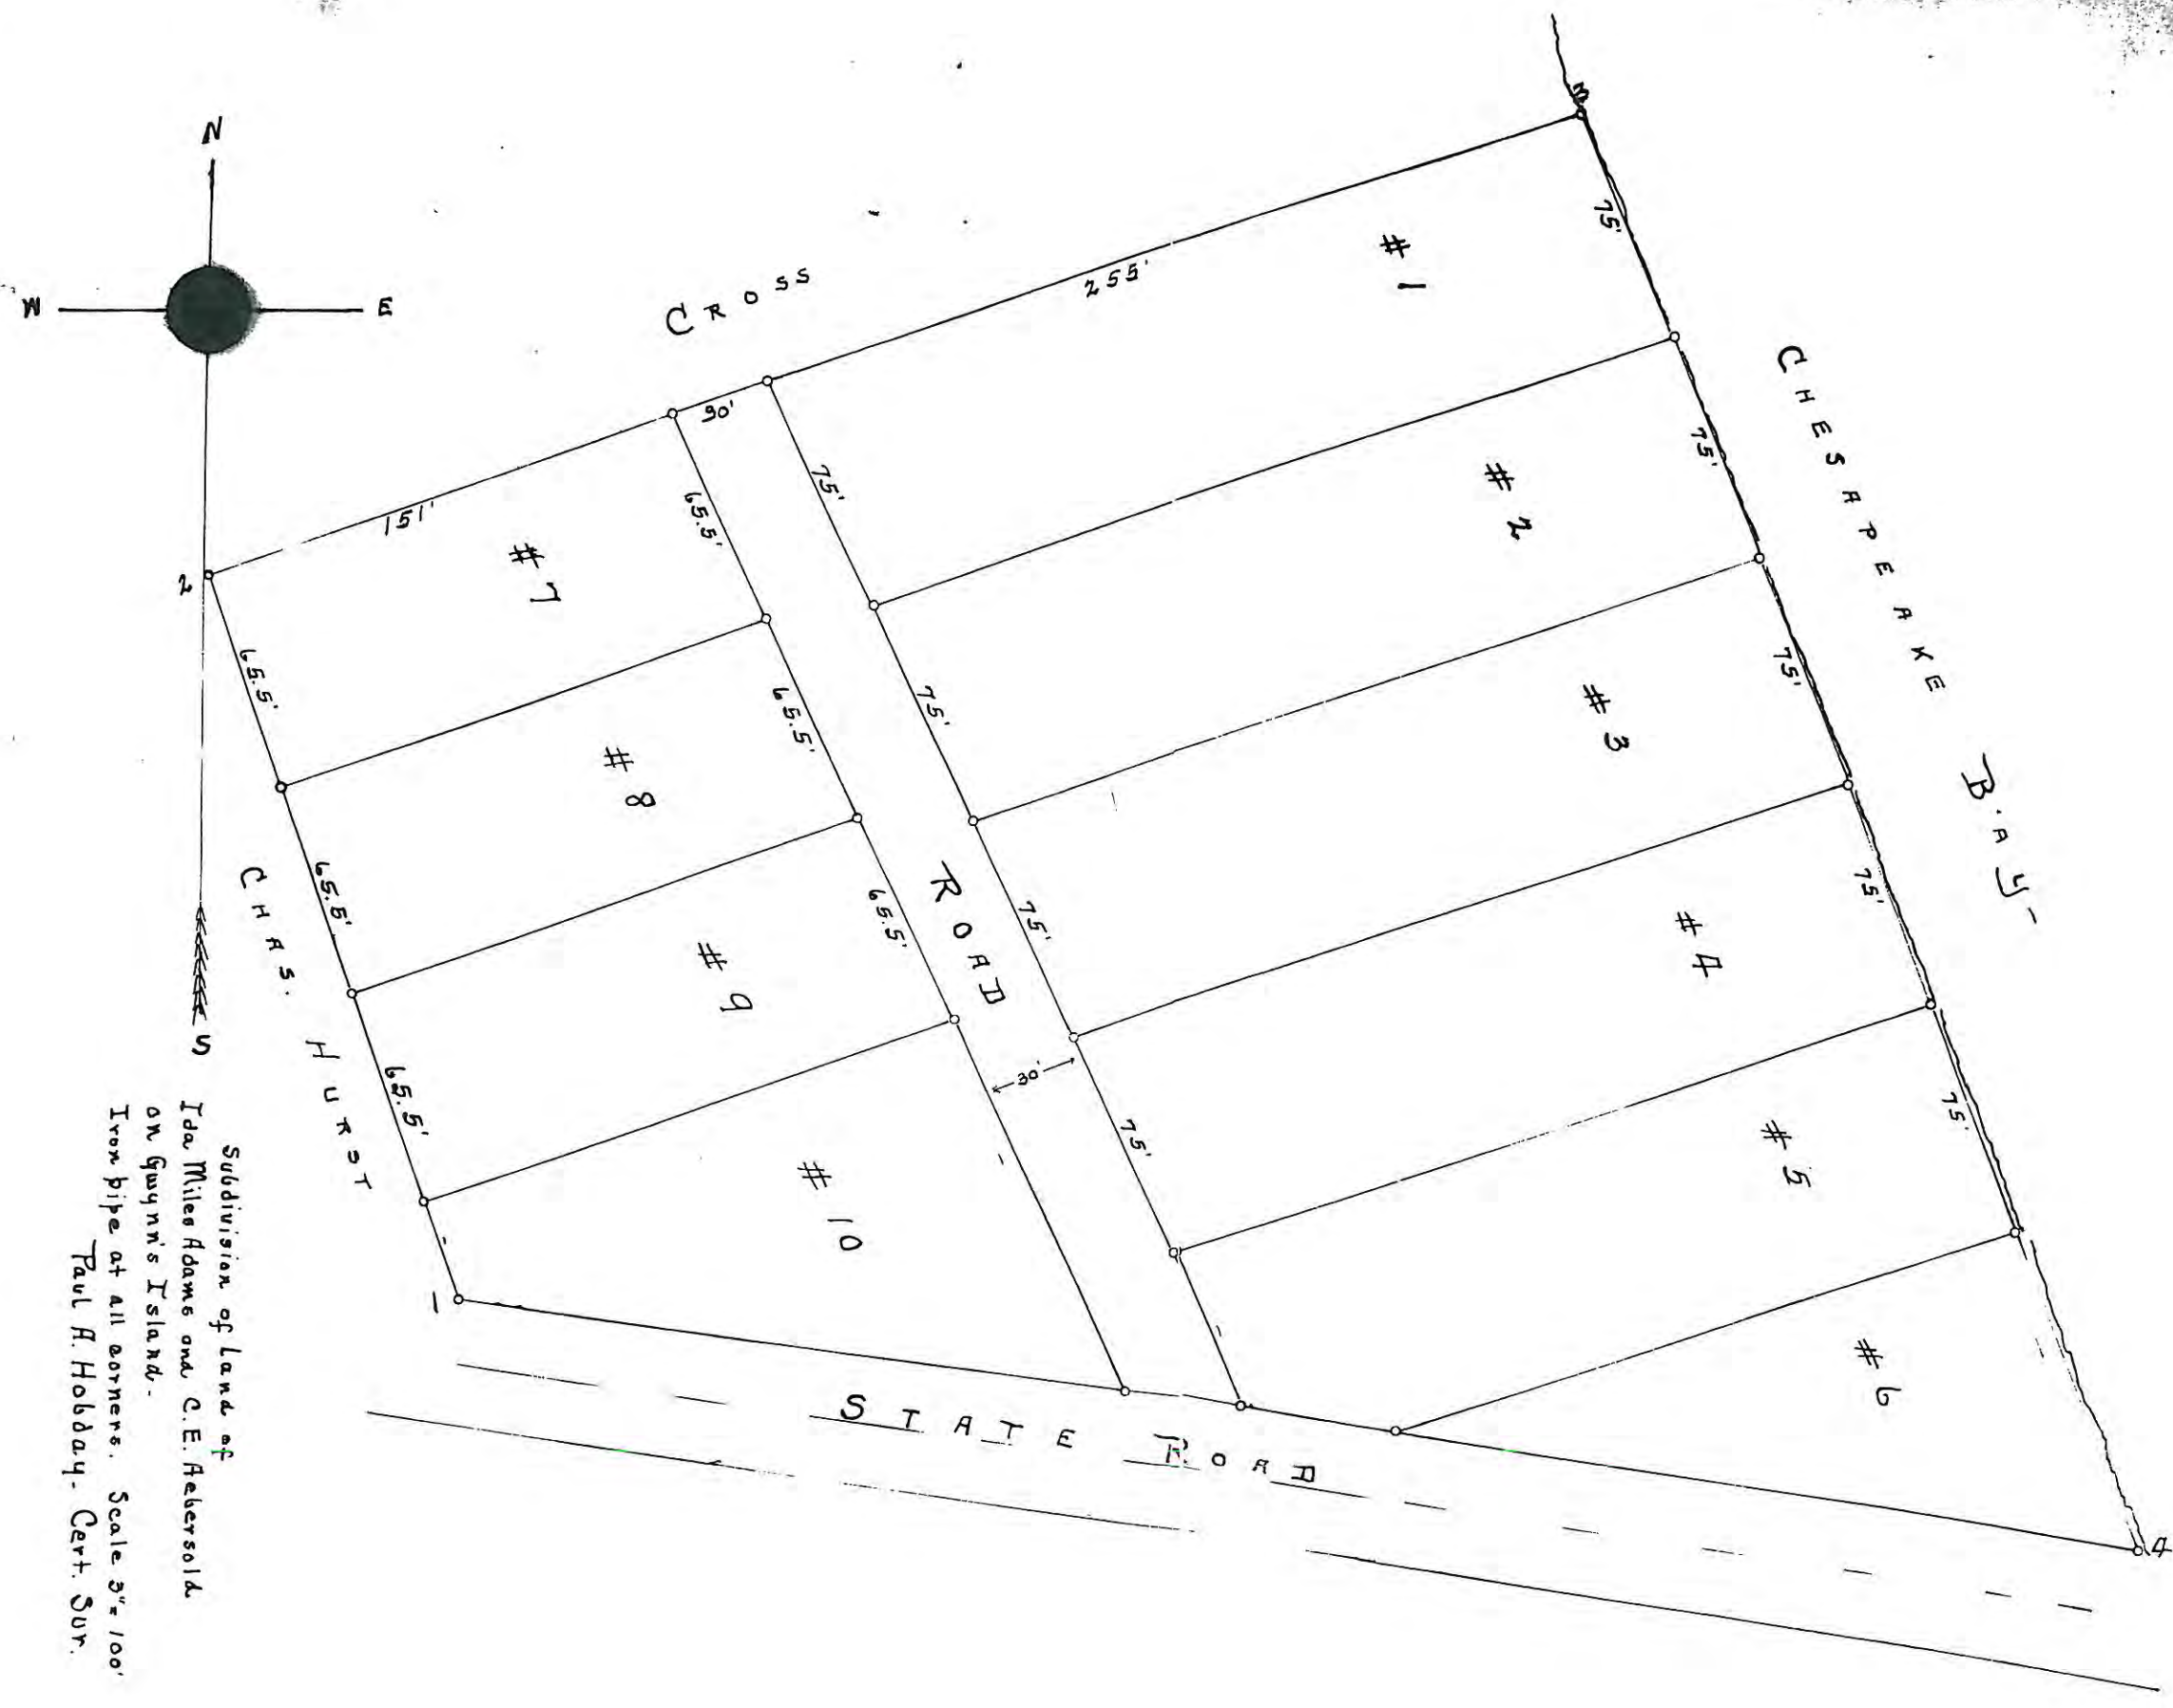 N
W
E
S
CROSS
255'
90'
151'
3
2
1
4
CHESAPEAKE BAY-
75'
75'
75'
75'
75'
#1
#2
#3
#4
#5
#6
75'
75'
75'
75'
ROAD
30'
65.5'
65.5'
65.5'
#7
#8
#9
#10
65.5'
65.5'
65.5'
CHAS. HURST
STATE ROAD
Subdivision of Land of
Ida Miles Adams and C.E. Aebersold
on Gwynn's Island.
Iron pipe at all corners. Scale 3"= 100'
Paul A. Hobday- Cert. Sur.